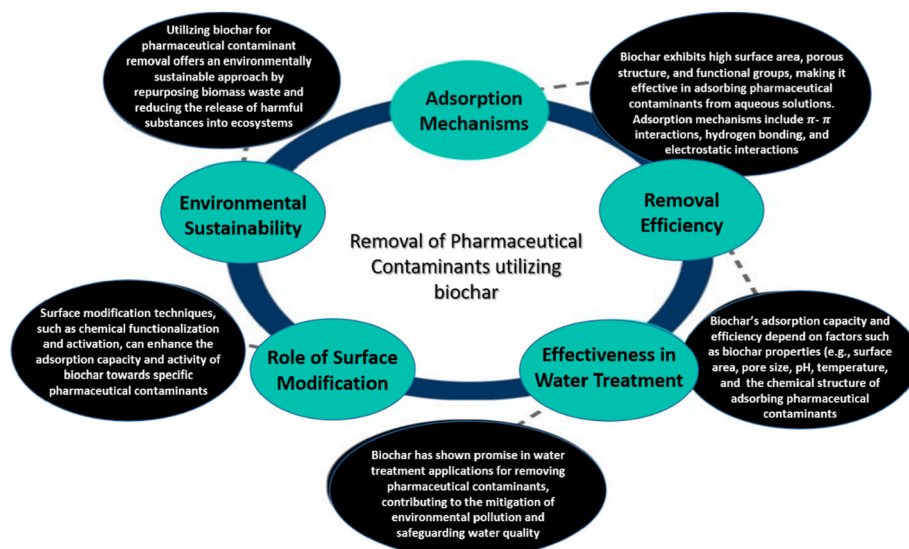 Utilizing biochar for
pharmaceutical contaminant
removal offers an environmentally
sustainable approach by
repurposing biomass waste and
reducing the release of harmful
substances into ecosystems
Adsorption
Mechanisms
Biochar exhibits high surface area, porous
structure, and functional groups, making it
effective in adsorbing pharmaceutical
contaminants from aqueous solutions.
Adsorption mechanisms include π- π
interactions, hydrogen bonding, and
electrostatic interactions
Environmental
Sustainability
Removal
Efficiency
Removal of Pharmaceutical
Contaminants utilizing
biochar
Surface modification techniques,
such as chemical functionalization
and activation, can enhance the
adsorption capacity and activity of
biochar towards specific
pharmaceutical contaminants
Role of Surface
Modification
Effectiveness in
Water Treatment
Biochar's adsorption capacity and
efficiency depend on factors such
as biochar properties (e.g., surface
area, pore size, pH, temperature,
and the chemical structure of
adsorbing pharmaceutical
contaminants
Biochar has shown promise in water
treatment applications for removing
pharmaceutical contaminants,
contributing to the mitigation of
environmental pollution and
safeguarding water quality